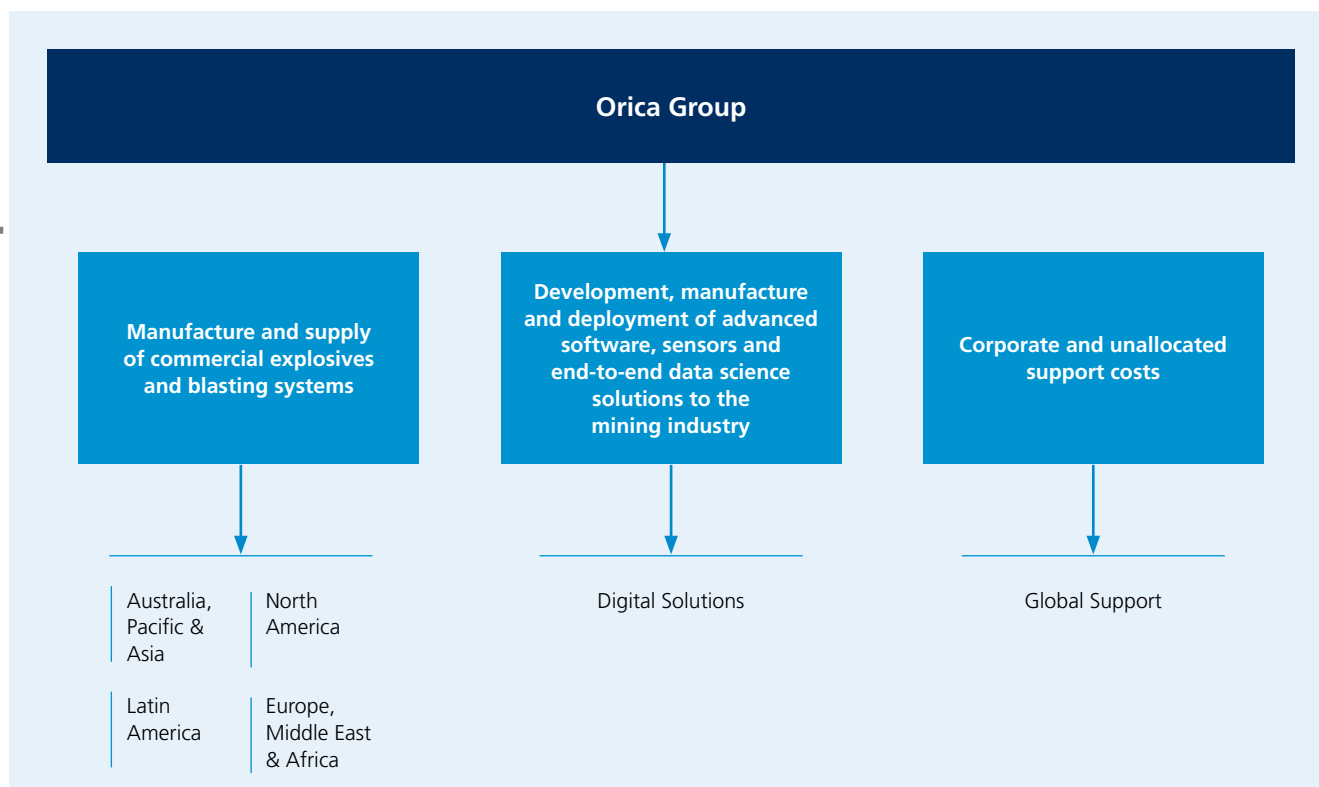 Orica Group
Manufacture and supply
of commercial explosives
and blasting systems
Development, manufacture
and deployment of advanced
software, sensors and
end-to-end data science
solutions to the
mining industry
Corporate and unallocated
support costs
Australia,
Pacific &
Asia
North
America
Latin
America
Europe,
Middle East
& Africa
Digital Solutions
Global Support